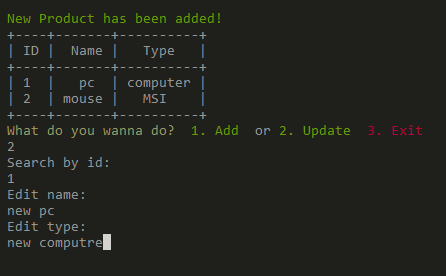 New Product has been added!
+----+-------+----------+
| ID |  Name |   Type   |
+----+-------+----------+
| 1  |   pc  | computer |
| 2  | mouse |   MSI    |
+----+-------+----------+
What do you wanna do?  1. Add  or 2. Update  3. Exit
2
Search by id:
1
Edit name:
new pc
Edit type:
new computre